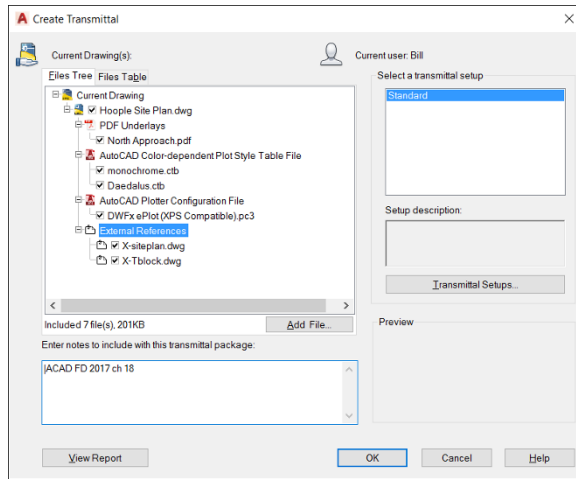 Create Transmittal
Current Drawing(s):
Current user: Bill
Files Tree Files Table
Current Drawing
Hoople Site Plan.dwg
PDF Underlays
North Approach.pdf
AutoCAD Color-dependent Plot Style Table File
monochrome.ctb
Daedalus.ctb
AutoCAD Plotter Configuration File
DWFx ePlot (XPS Compatible).pc3
External References
X-siteplan.dwg
X-Tblock.dwg
Included 7 file(s), 201KB
Add File...
Enter notes to include with this transmittal package:
ACAD FD 2017 ch 18
Select a transmittal setup
Standard
Setup description:
Transmittal Setups...
Preview
View Report
OK
Cancel
Help